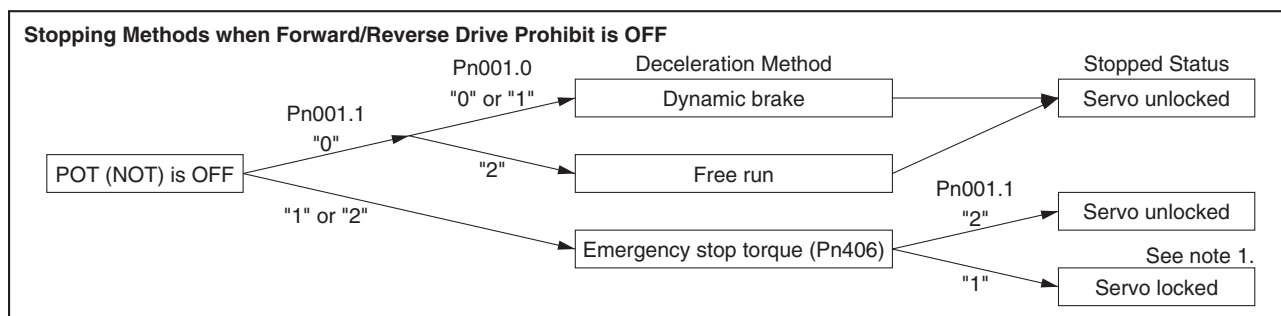 Stopping Methods when Forward/Reverse Drive Prohibit is OFF
Deceleration Method
Stopped Status
Pn001.0
"0" or "1"
Dynamic brake
Servo unlocked
Pn001.1
"0"
POT (NOT) is OFF
"2"
Free run
"1" or "2"
Emergency stop torque (Pn406)
Pn001.1
"2"
Servo unlocked
See note 1.
"1"
Servo locked